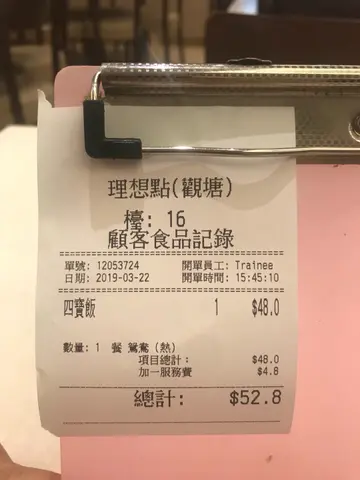 理想點(觀塘)
檯: 16
顧客食品記錄
單號: 12053724 開單員工: Trainee
日期: 2019-03-22 開單時間: 15:45:10
四寶飯 1 $48.0
數量: 1 餐 鴛鴦 (熱)
項目總計: $48.0
加一服務費 $4.8
總計: $52.8